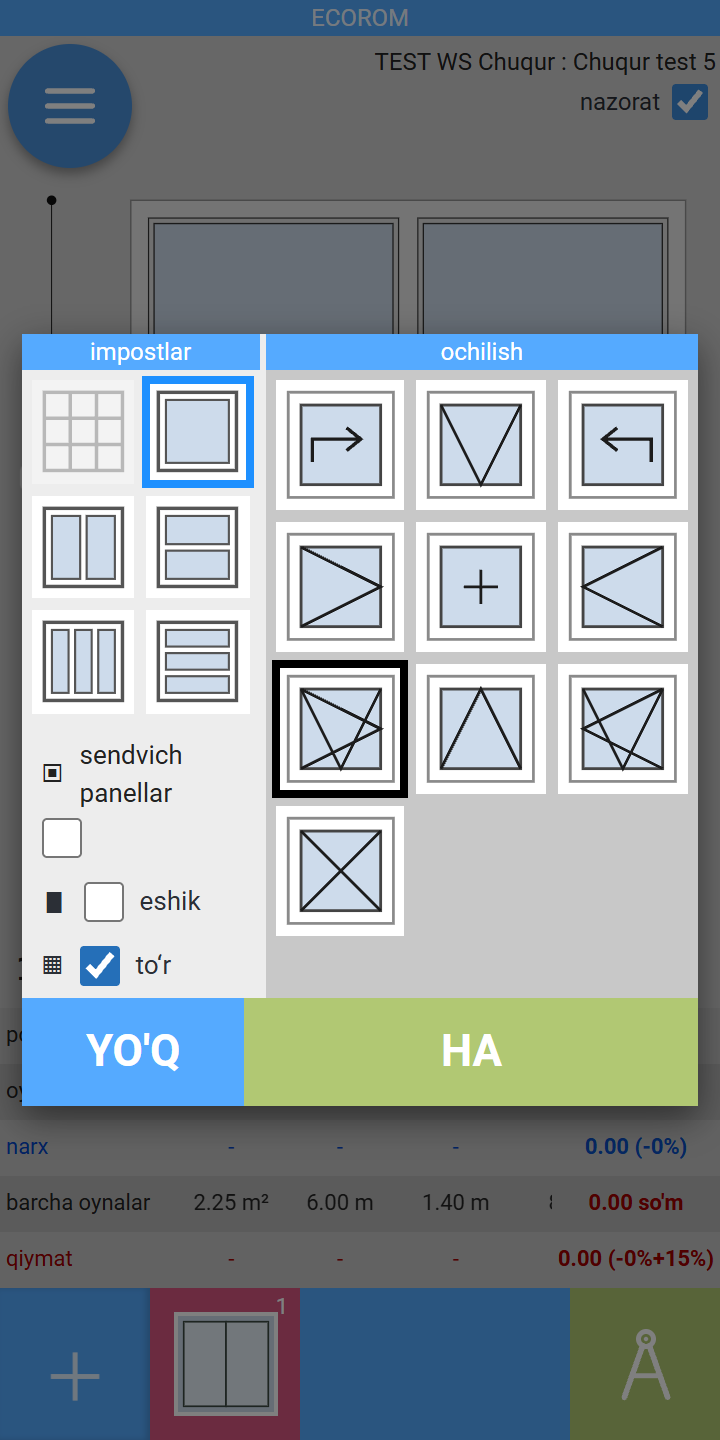 ECOROM
TEST WS Chuqur : Chuqur test 5
nazorat
impostlar
ochilish
sendvich
panellar
eshik
to‘r
YO'Q
HA
narx - - - 0.00 (-0%)
barcha oynalar 2.25 m² 6.00 m 1.40 m 0.00 so'm
qiymat - - - 0.00 (-0%+15%)
1